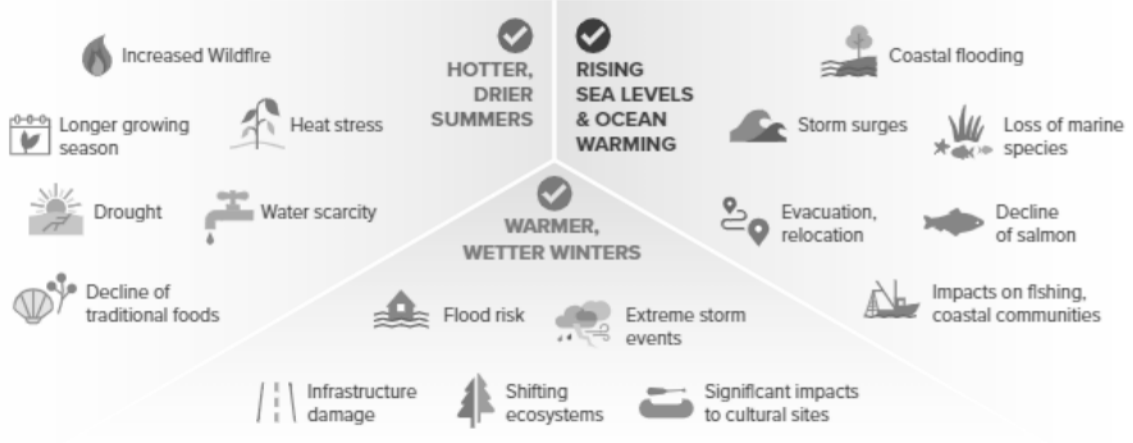 HOTTER,
DRIER
SUMMERS
Increased Wildfire
Longer growing
season
Heat stress
Drought
Water scarcity
Decline of
traditional foods
RISING
SEA LEVELS
& OCEAN
WARMING
Coastal flooding
Storm surges
Loss of marine
species
Evacuation,
relocation
Decline
of salmon
Impacts on fishing,
coastal communities
WARMER,
WETTER WINTERS
Flood risk
Extreme storm
events
Infrastructure
damage
Shifting
ecosystems
Significant impacts
to cultural sites